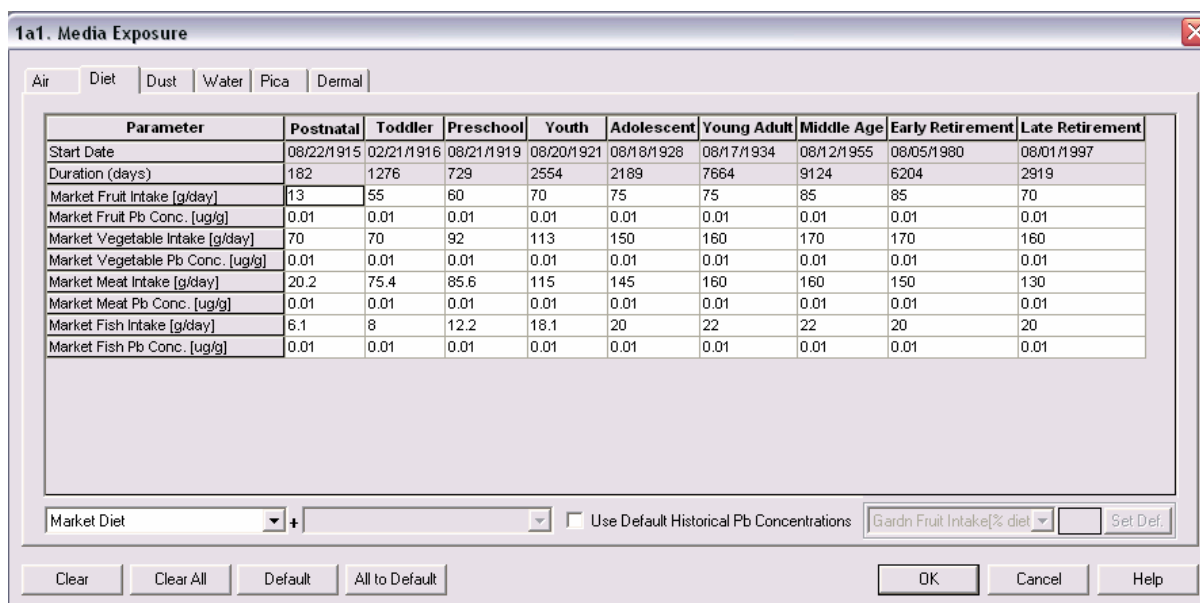 1a1. Media Exposure
Air Diet Dust Water Pica Dermal
Parameter Postnatal Toddler Preschool Youth Adolescent Young Adult Middle Age Early Retirement Late Retirement
Start Date 08/22/1915 02/21/1916 08/21/1919 08/20/1921 08/18/1928 08/17/1934 08/12/1955 08/05/1980 08/01/1997
Duration (days) 182 1276 729 2554 2189 7664 9124 6204 2919
Market Fruit Intake [g/day] 13 55 60 70 75 75 85 85 70
Market Fruit Pb Conc. [ug/g] 0.01 0.01 0.01 0.01 0.01 0.01 0.01 0.01 0.01
Market Vegetable Intake [g/day] 70 70 92 113 150 160 170 170 160
Market Vegetable Pb Conc. [ug/g] 0.01 0.01 0.01 0.01 0.01 0.01 0.01 0.01 0.01
Market Meat Intake [g/day] 20.2 75.4 85.6 115 145 160 160 150 130
Market Meat Pb Conc. [ug/g] 0.01 0.01 0.01 0.01 0.01 0.01 0.01 0.01 0.01
Market Fish Intake [g/day] 6.1 8 12.2 18.1 20 22 22 20 20
Market Fish Pb Conc. [ug/g] 0.01 0.01 0.01 0.01 0.01 0.01 0.01 0.01 0.01
Market Diet + Use Default Historical Pb Concentrations Gardn Fruit Intake[% diet Set Def.
Clear Clear All Default All to Default OK Cancel Help